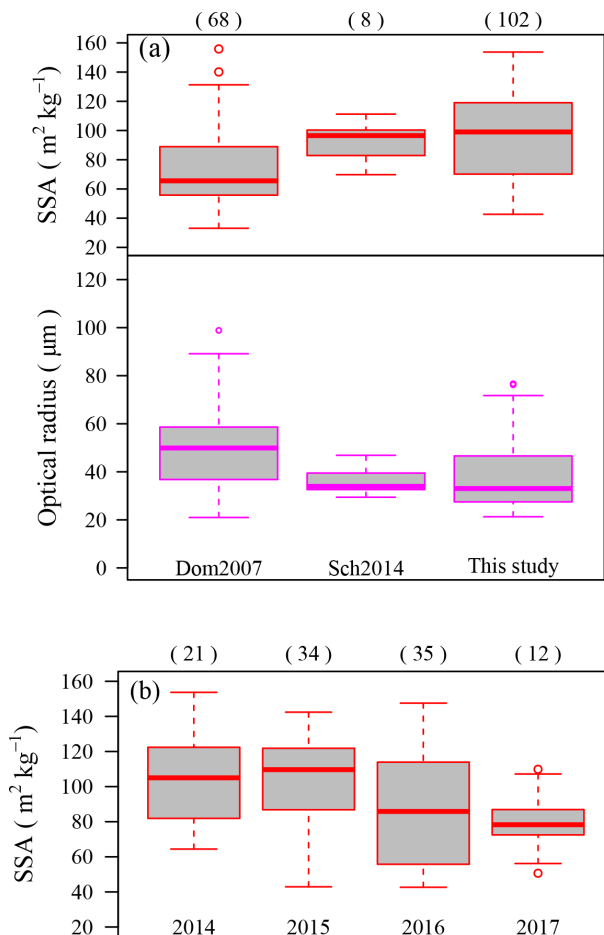 ( 68 ) ( 8 ) ( 102 )
(a)
160
140
120
100
80
60
40
20
SSA ( m² kg⁻¹)
120
100
80
60
40
20
0
Optical radius ( μm)
Dom2007 Sch2014 This study
( 21 ) ( 34 ) ( 35 ) ( 12 )
(b)
160
140
120
100
80
60
40
20
SSA ( m² kg⁻¹)
2014 2015 2016 2017